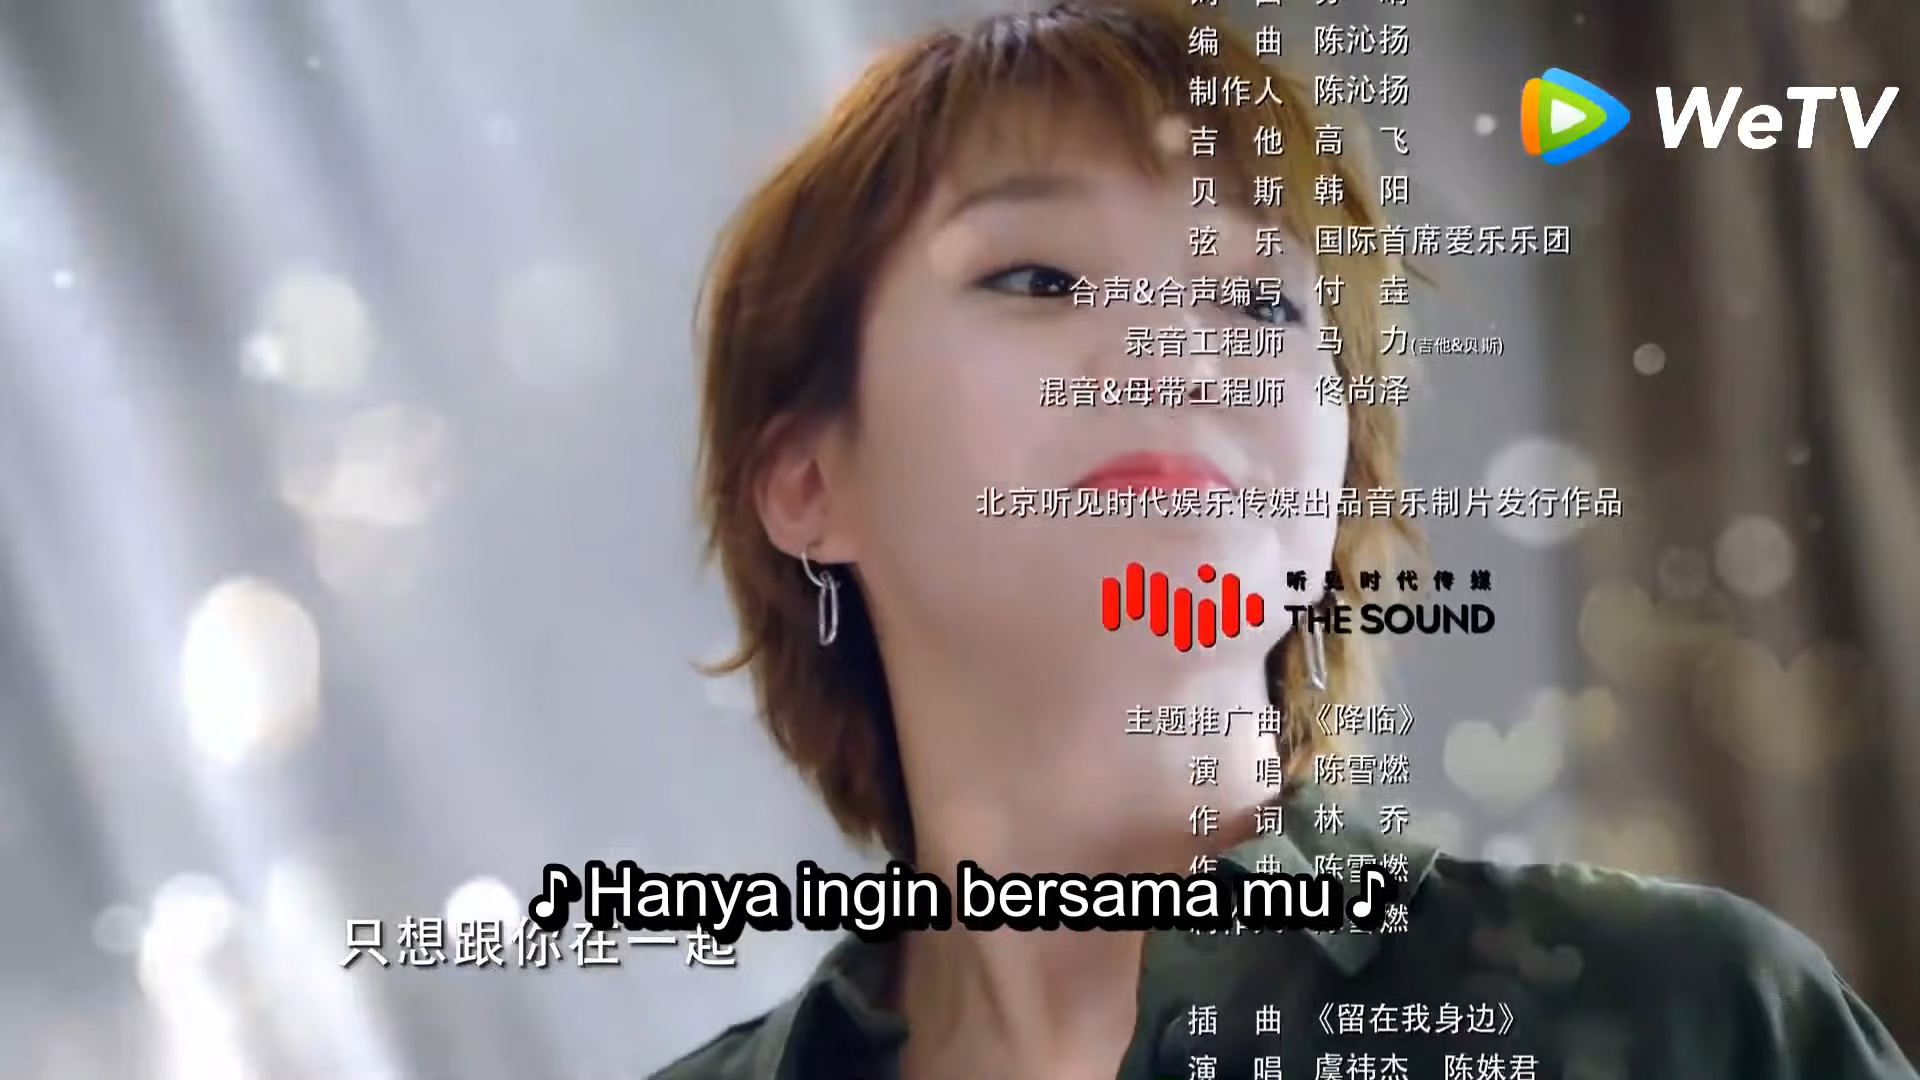 编 曲 陈沁扬
制作人 陈沁扬
吉 他 高 飞
贝 斯 韩 阳
弦 乐 国际首席爱乐乐团
合声&合声编写 付 垚
录音工程师 马 力(吉他&贝斯)
混音&母带工程师 佟尚泽
WeTV
北京听见时代娱乐传媒出品音乐制片发行作品
听见时代传媒
THE SOUND
主题推广曲 《降临》
演 唱 陈雪燃
作 词 林 乔
作 曲 陈雪燃
♪ Hanya ingin bersama mu ♪
只想跟你在一起
插 曲 《留在我身边》
演 唱 虞祎杰 陈姝君